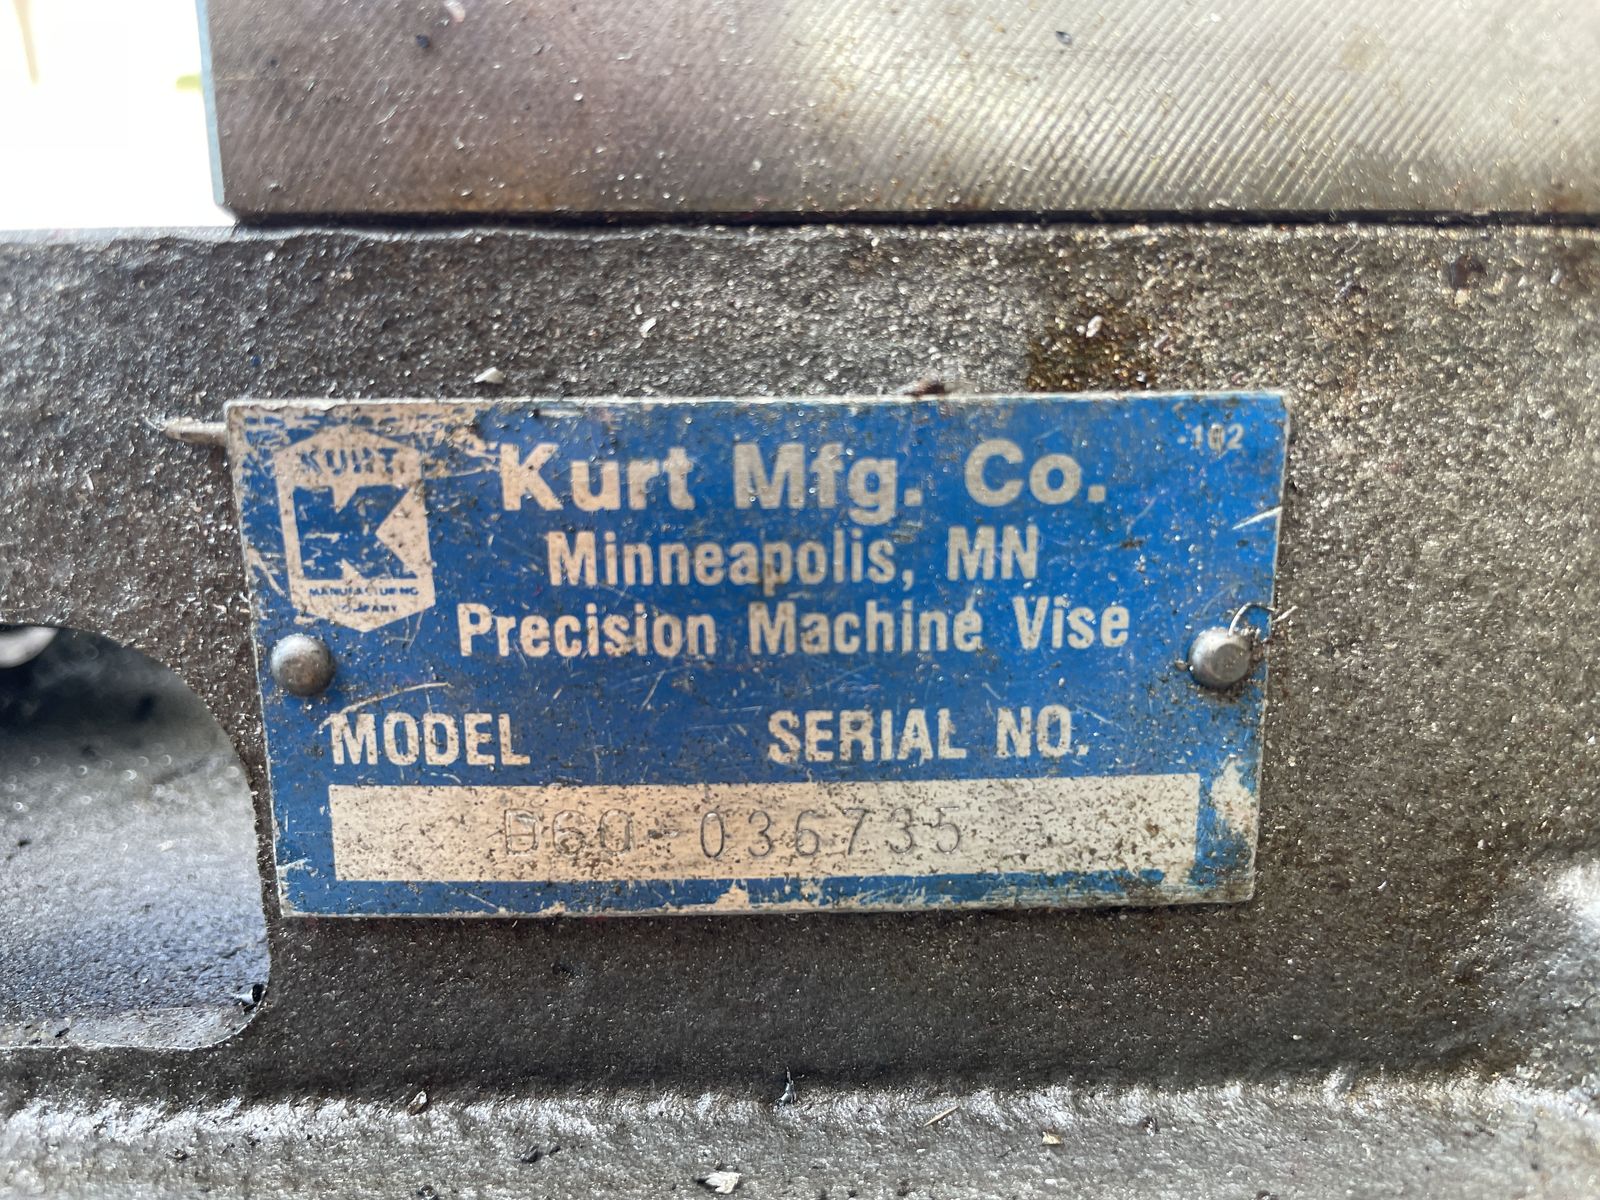 -102
KURT
MANUFACTURING
COMPANY
Kurt Mfg. Co.
Minneapolis, MN
Precision Machine Vise
MODEL SERIAL NO.
D60-036735